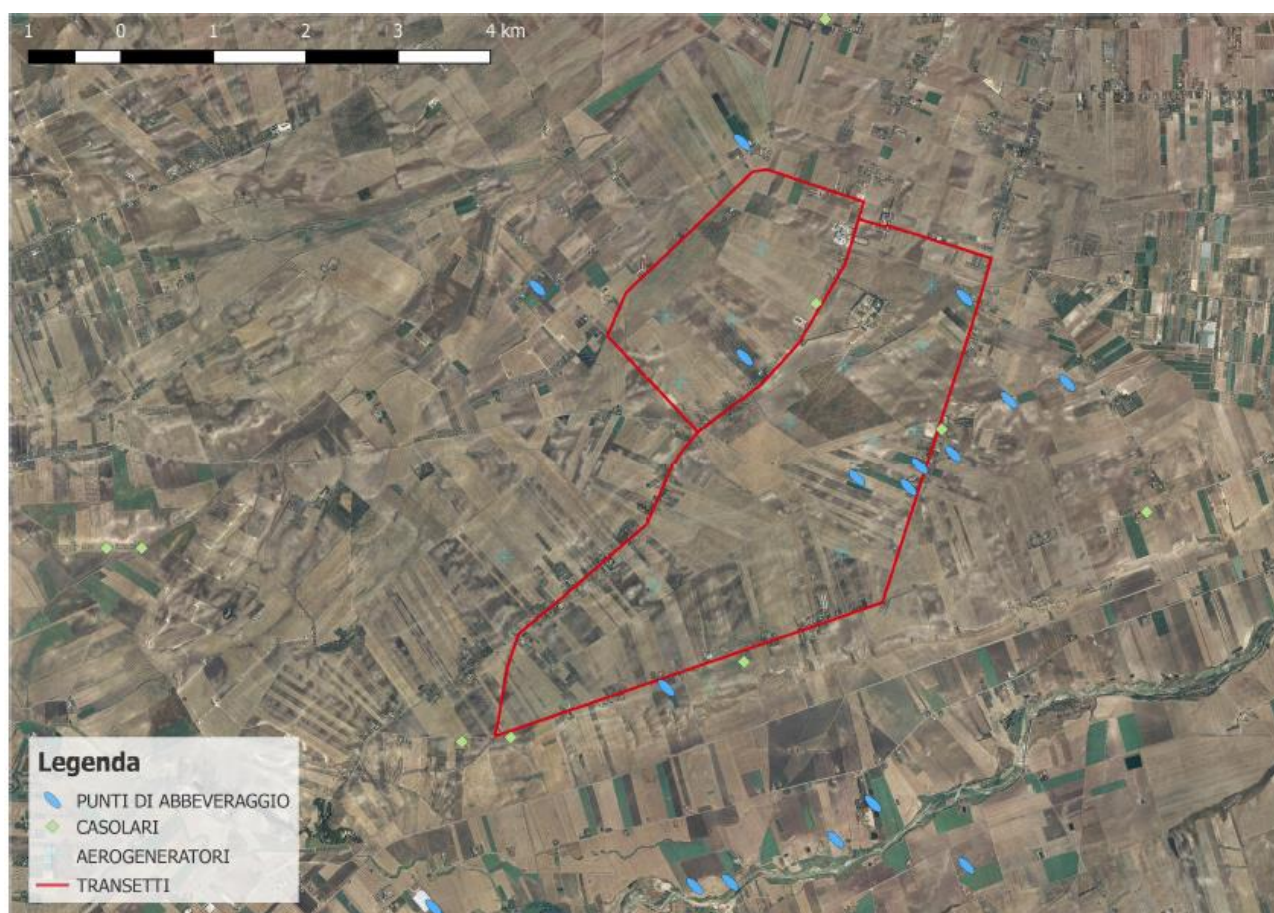 1 0 1 2 3 4 km
Legenda
PUNTI DI ABBEVERAGGIO
CASOLARI
AEROGENERATORI
TRANSETTI